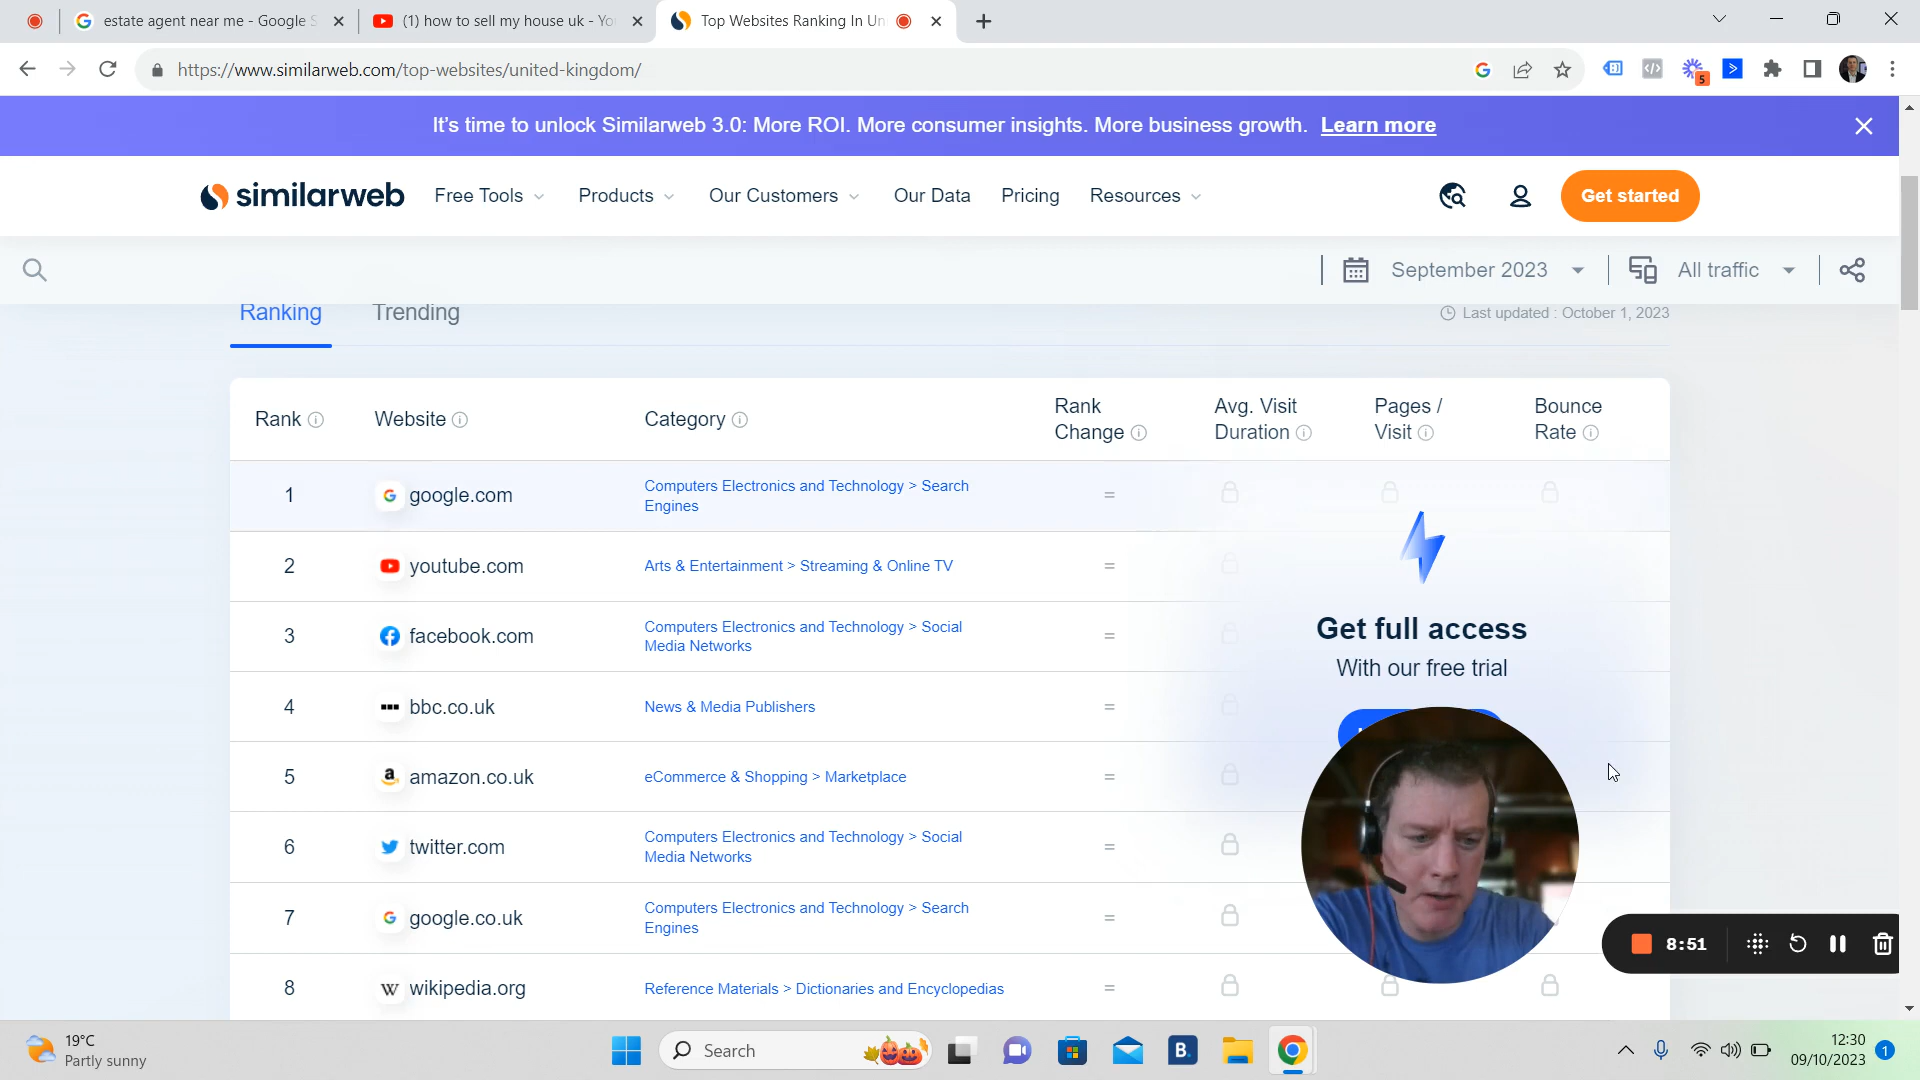 estate agent near me - Google S
(1) how to sell my house uk - Yo
Top Websites Ranking In Un
https://www.similarweb.com/top-websites/united-kingdom/
5
It's time to unlock Similarweb 3.0: More ROI. More consumer insights. More business growth. Learn more
similarweb
Free Tools
Products
Our Customers
Our Data
Pricing
Resources
Get started
September 2023
All traffic
Ranking
Trending
Last updated : October 1, 2023
Rank
Website
Category
Rank
Change
Avg. Visit
Duration
Pages /
Visit
Bounce
Rate
1
google.com
Computers Electronics and Technology > Search
Engines
=
2
youtube.com
Arts & Entertainment > Streaming & Online TV
=
3
facebook.com
Computers Electronics and Technology > Social
Media Networks
=
4
bbc.co.uk
News & Media Publishers
=
5
amazon.co.uk
eCommerce & Shopping > Marketplace
=
6
twitter.com
Computers Electronics and Technology > Social
Media Networks
=
7
google.co.uk
Computers Electronics and Technology > Search
Engines
=
8
wikipedia.org
Reference Materials > Dictionaries and Encyclopedias
=
Get full access
With our free trial
8:51
19°C
Partly sunny
Search
B.
12:30
09/10/2023
1